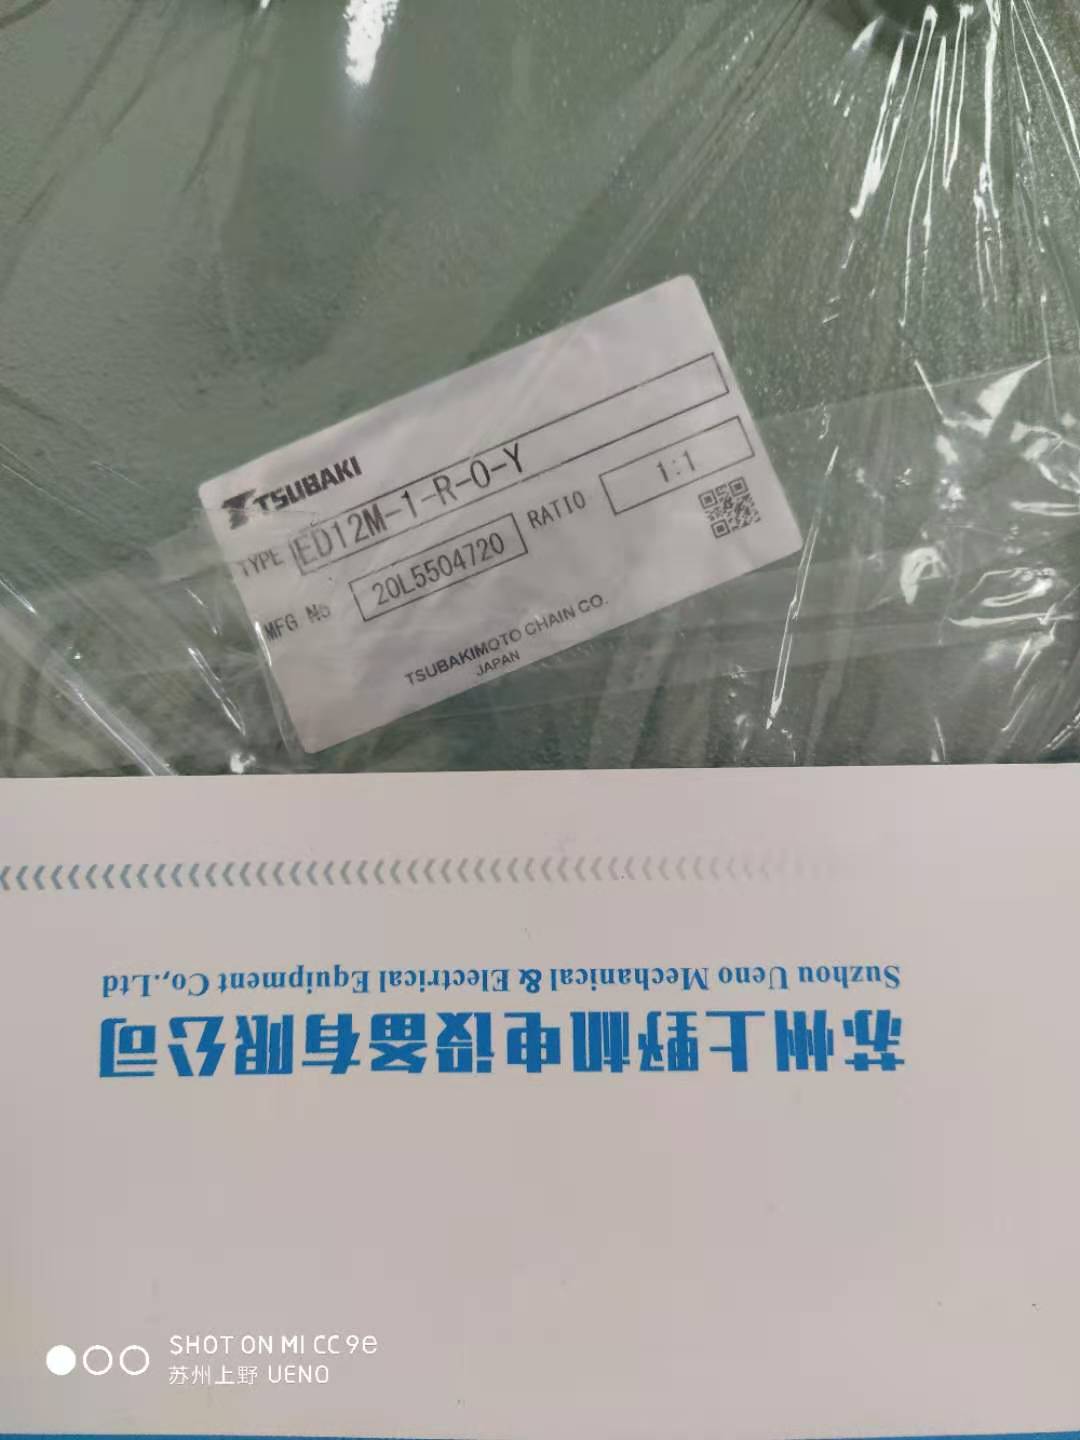 TSUBAKI
TYPE ED12M-1-R-O-Y
MFG NO 20L5504720 RATIO 1:1
TSUBAKIMOTO CHAIN CO.
JAPAN
苏州上野机电设备有限公司
Suzhou Ueno Mechanical & Electrical Equipment Co.,Ltd
SHOT ON MI CC 9e
苏州上野 UENO